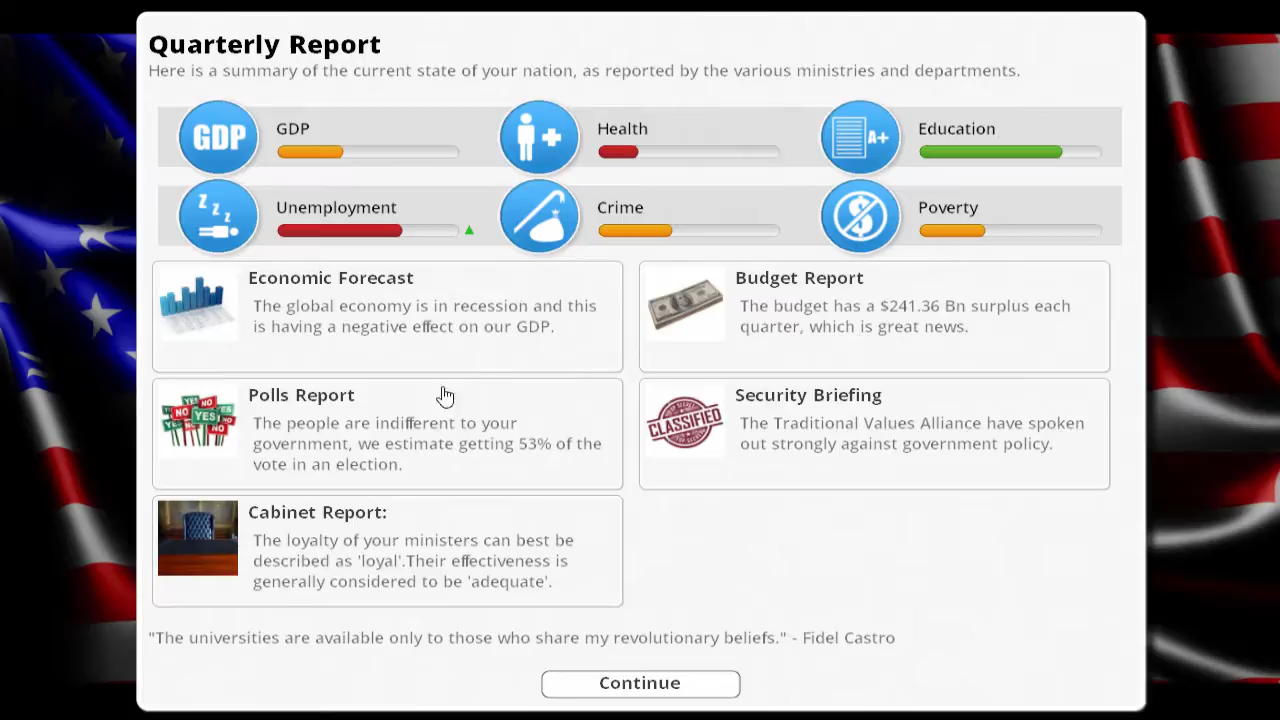 Quarterly Report
Here is a summary of the current state of your nation, as reported by the various ministries and departments.
GDP
GDP
Health
A+
Education
Z Z Z
Unemployment
Crime
$
Poverty
Economic Forecast
The global economy is in recession and this
is having a negative effect on our GDP.
Budget Report
The budget has a $241.36 Bn surplus each
quarter, which is great news.
Polls Report
The people are indifferent to your
government, we estimate getting 53% of the
vote in an election.
NO YES NO
Security Briefing
The Traditional Values Alliance have spoken
out strongly against government policy.
CLASSIFIED
Cabinet Report:
The loyalty of your ministers can best be
described as 'loyal'.Their effectiveness is
generally considered to be 'adequate'.
"The universities are available only to those who share my revolutionary beliefs." - Fidel Castro
Continue